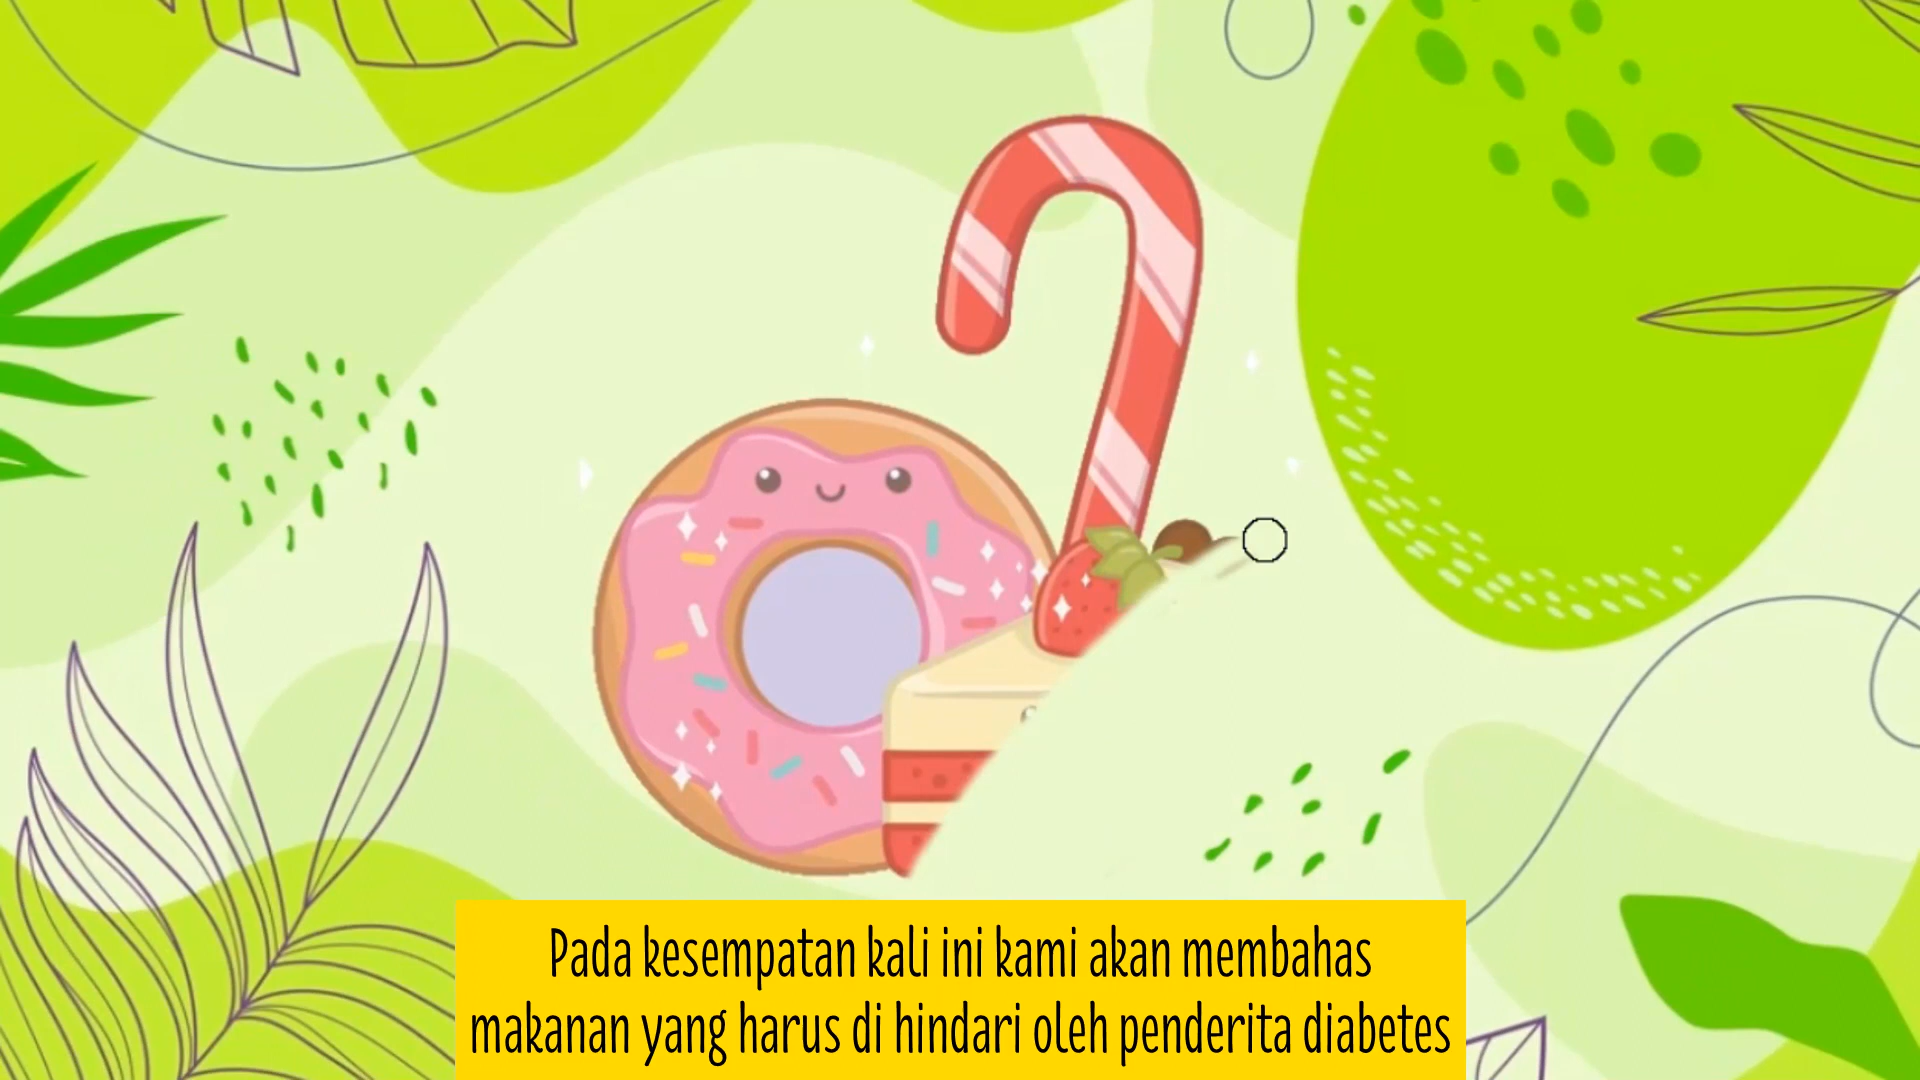 Pada kesempatan kali ini kami akan membahas
makanan yang harus di hindari oleh penderita diabetes